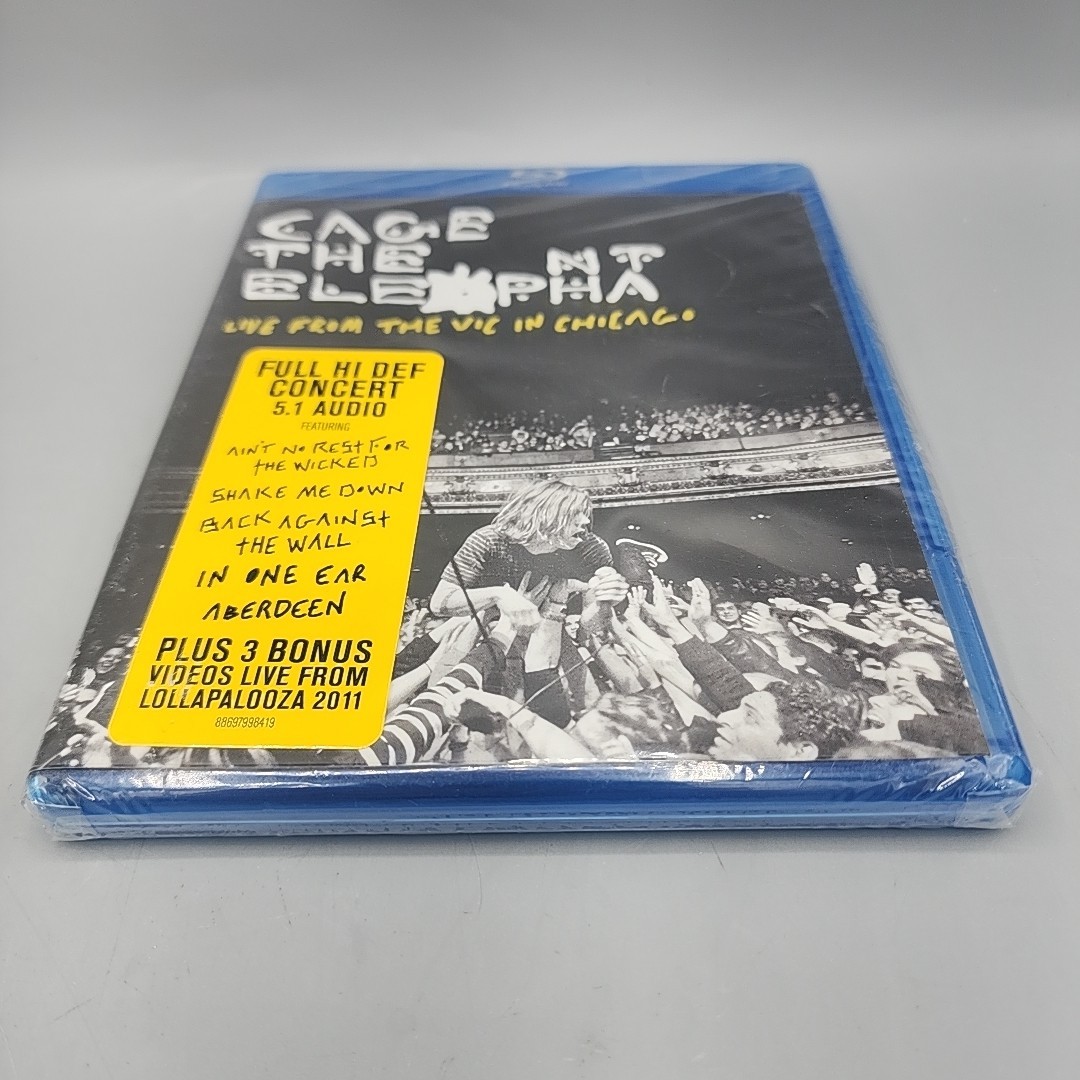 CAGE
THE NT
ELE PHA
LIVE FROM THE VIC IN CHICAGO
FULL HI DEF
CONCERT
5.1 AUDIO
FEATURING
AIN'T NO REST FOR
THE WICKED
SHAKE ME DOWN
BACK AGAINST
THE WALL
IN ONE EAR
ABERDEEN
PLUS 3 BONUS
VIDEOS LIVE FROM
LOLLAPALOOZA 2011
88697998419